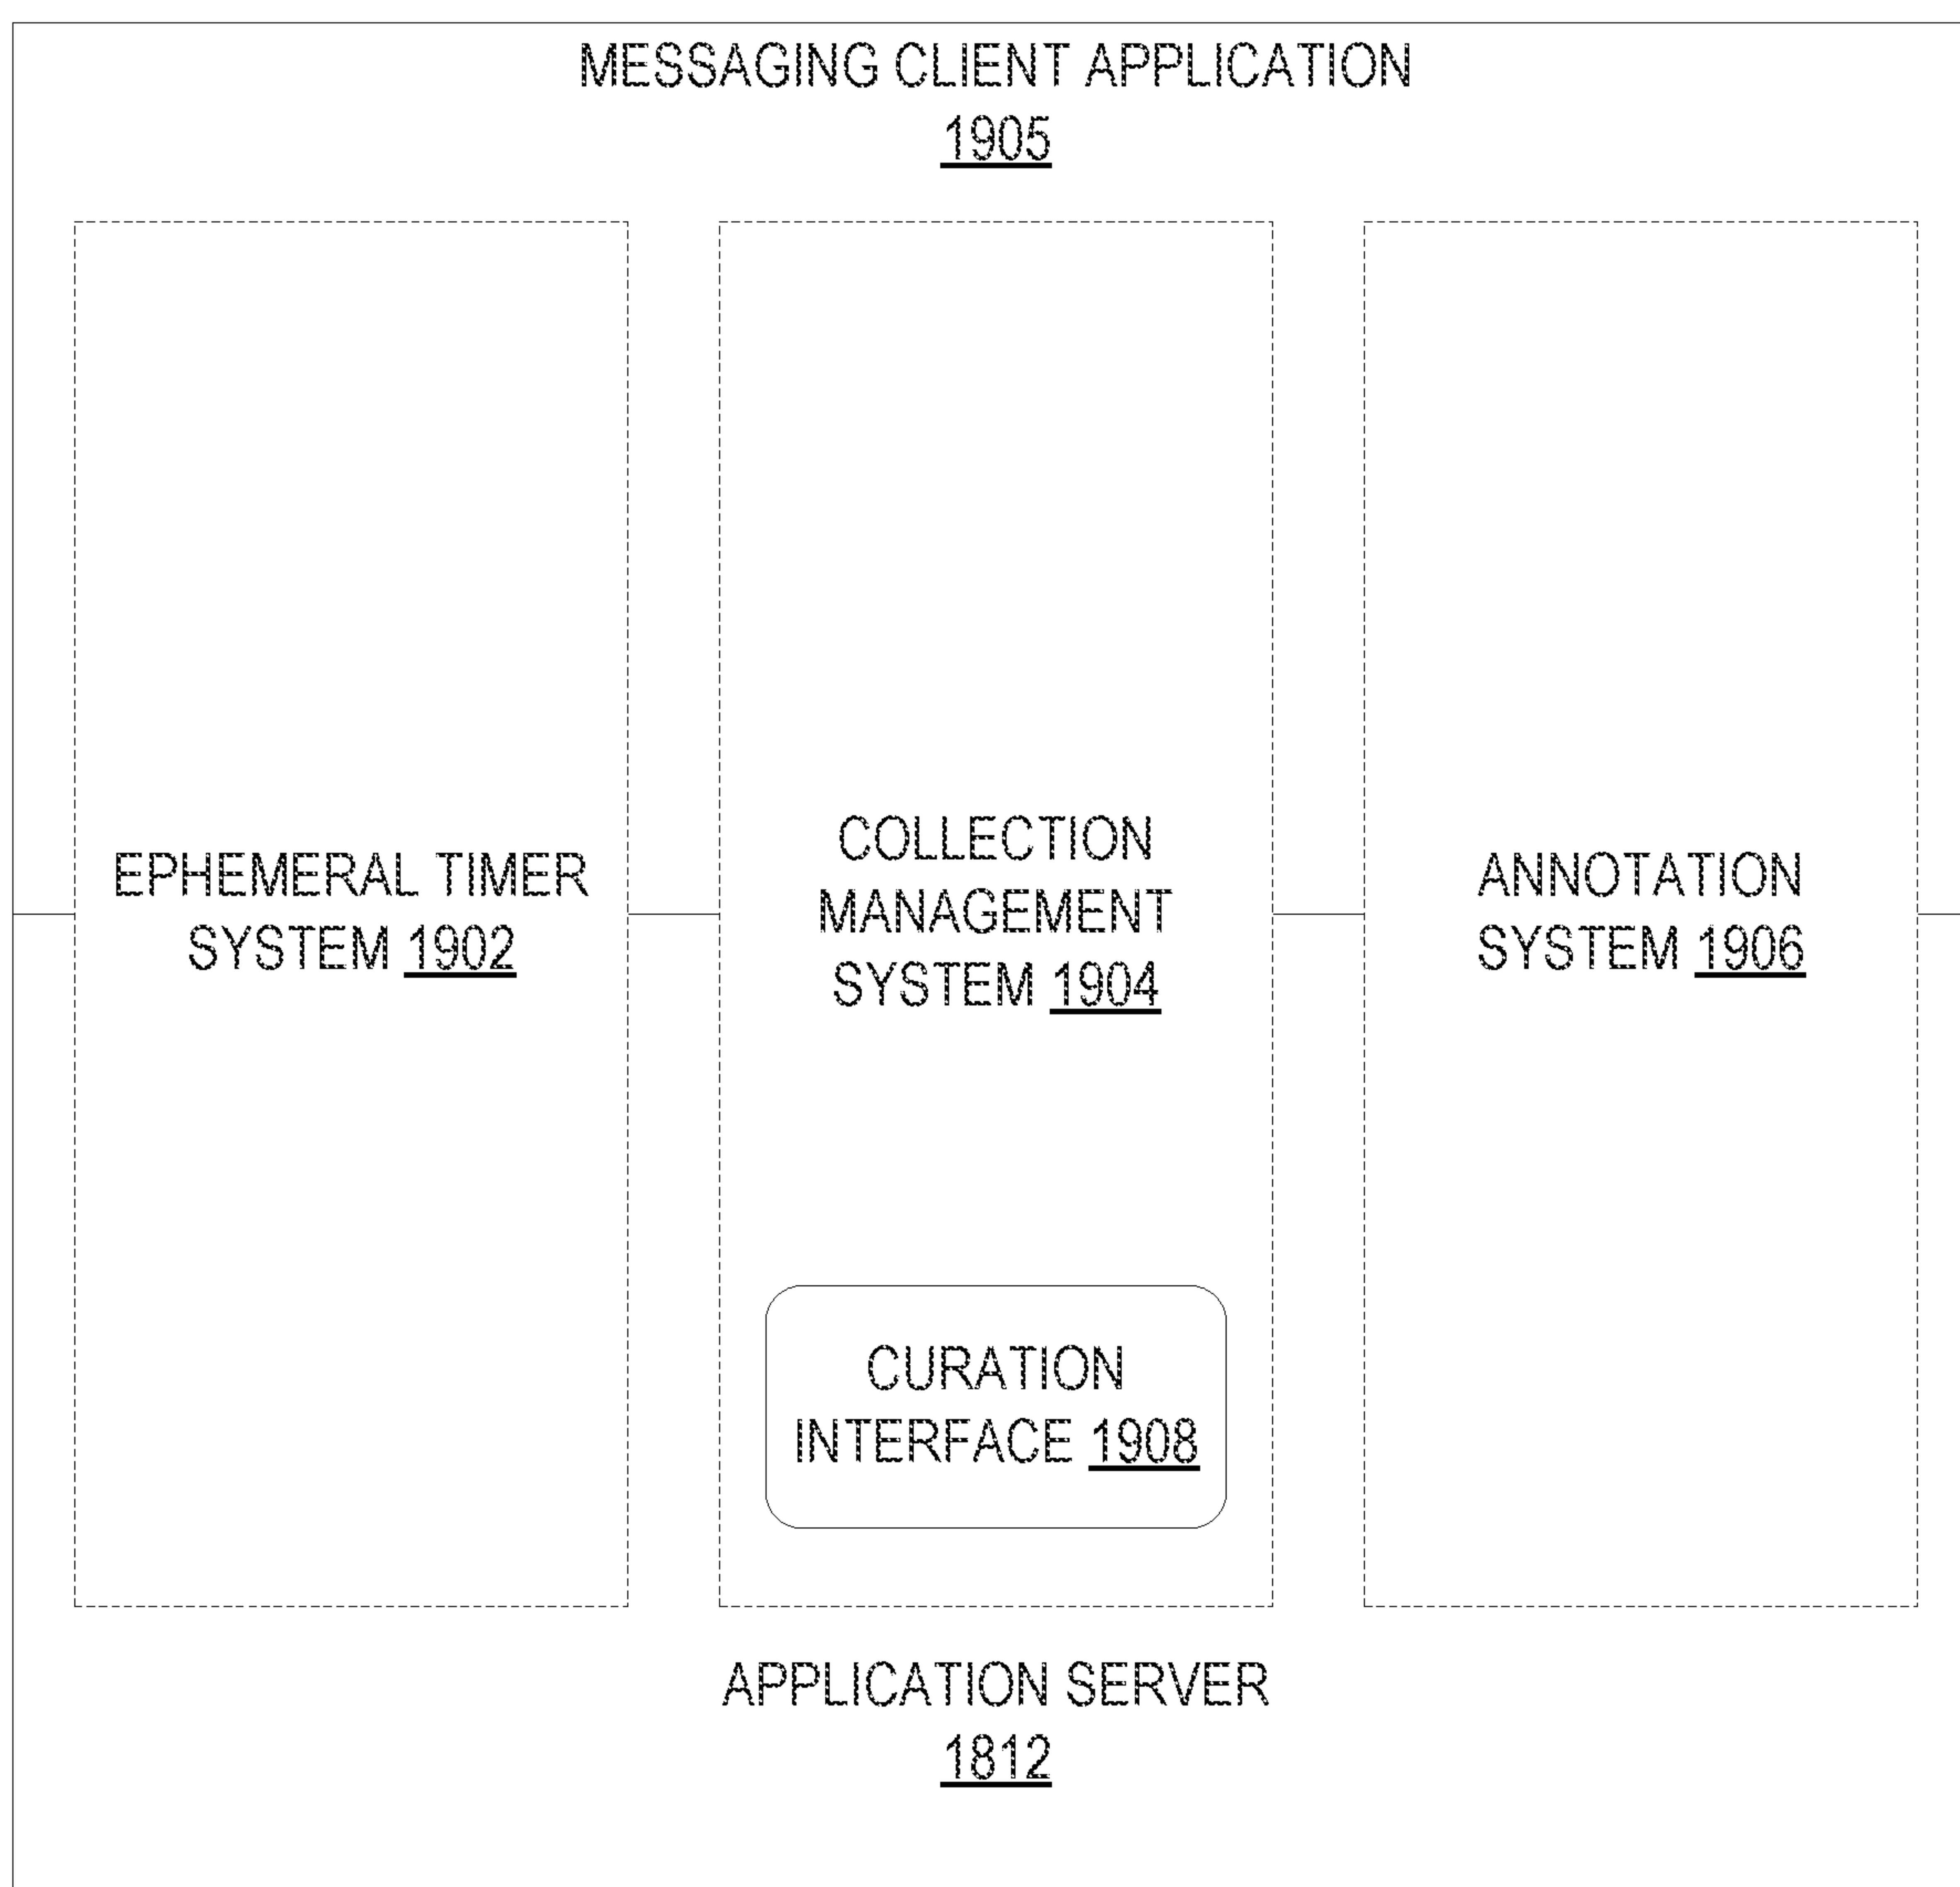 MESSAGING CLIENT APPLICATION
1905
EPHEMERAL TIMER
SYSTEM 1902
COLLECTION
MANAGEMENT
SYSTEM 1904
ANNOTATION
SYSTEM 1906
CURATION
INTERFACE 1908
APPLICATION SERVER
1812